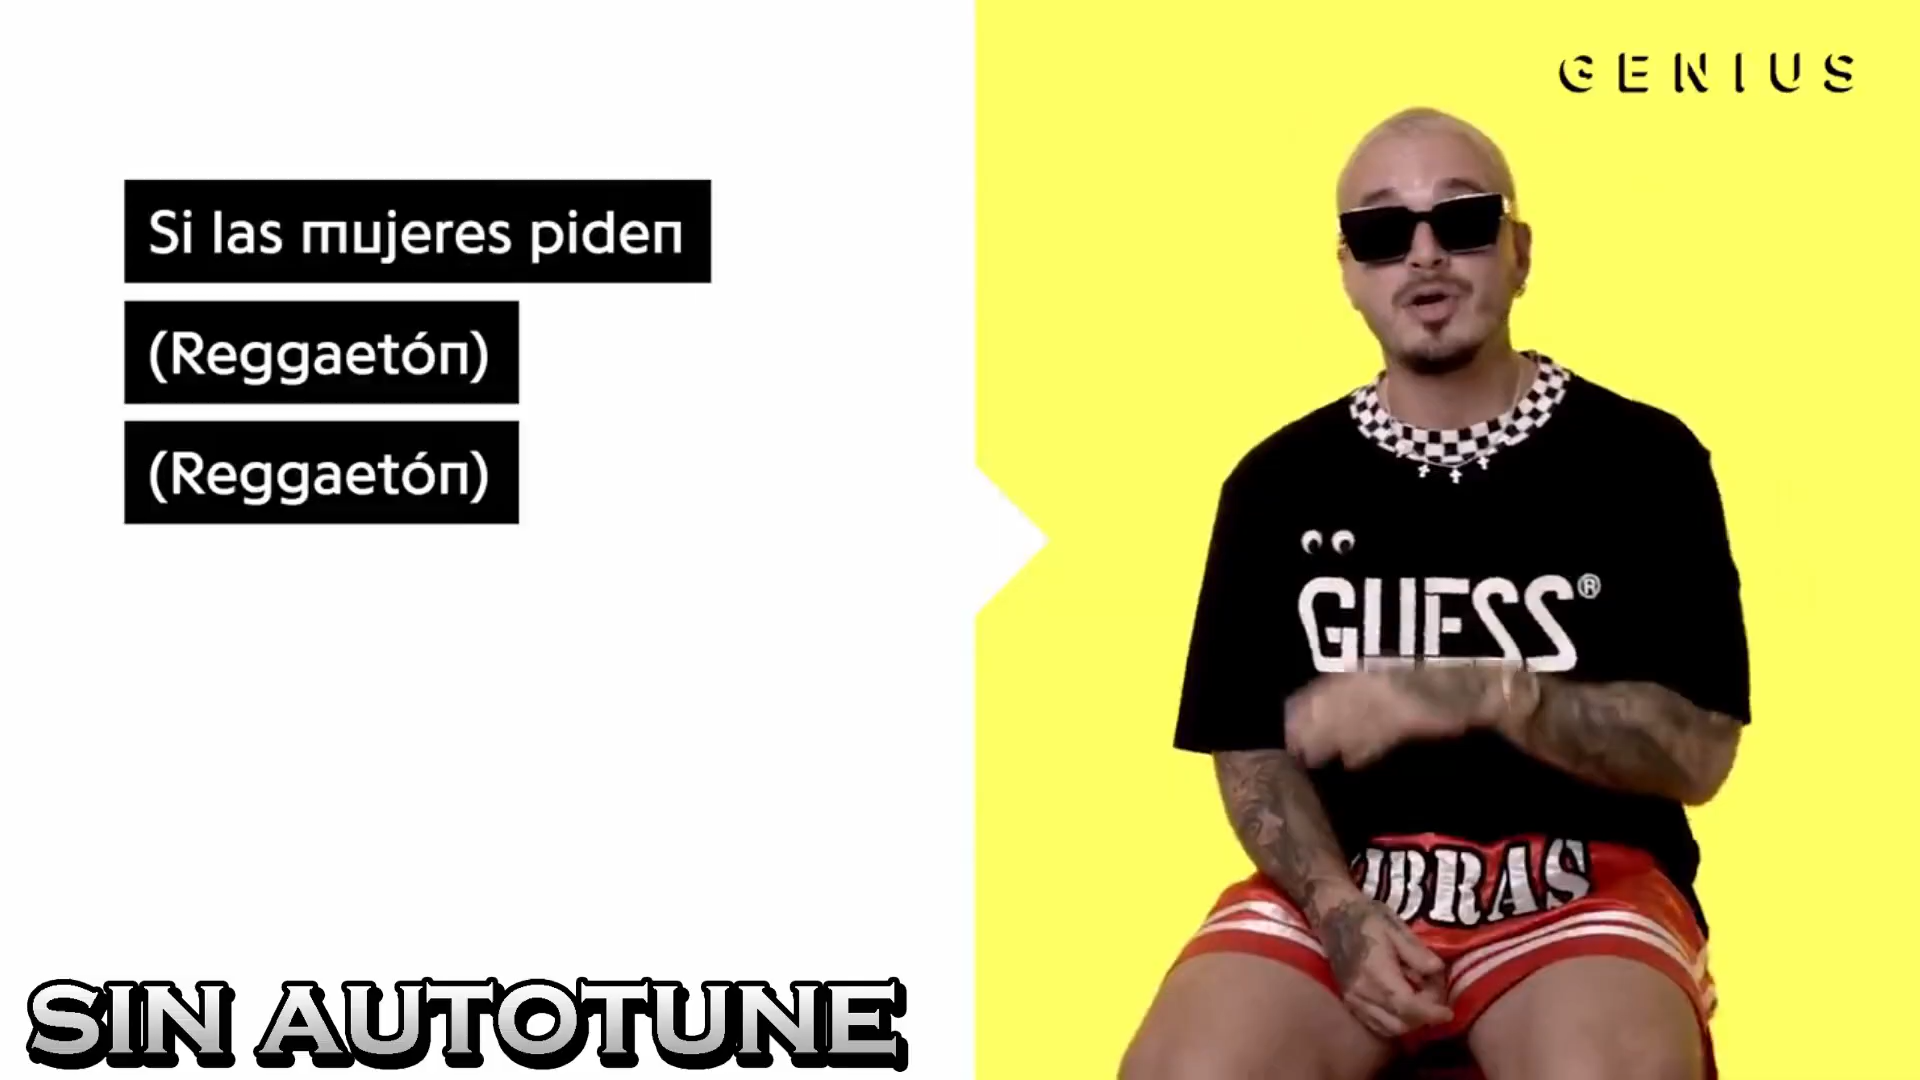 GENIUS
Si las mujeres piden
(Reggaetón)
(Reggaetón)
GUESS®
SIN AUTOTUNE